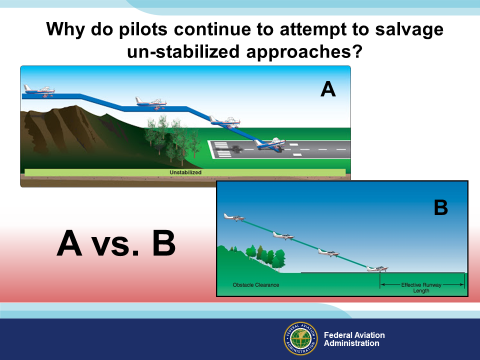 Why do pilots continue to attempt to salvage
un-stabilized approaches?
A
Unstabilized
B
A vs. B
Obstacle Clearance
Effective Runway
Length
Federal Aviation
Administration